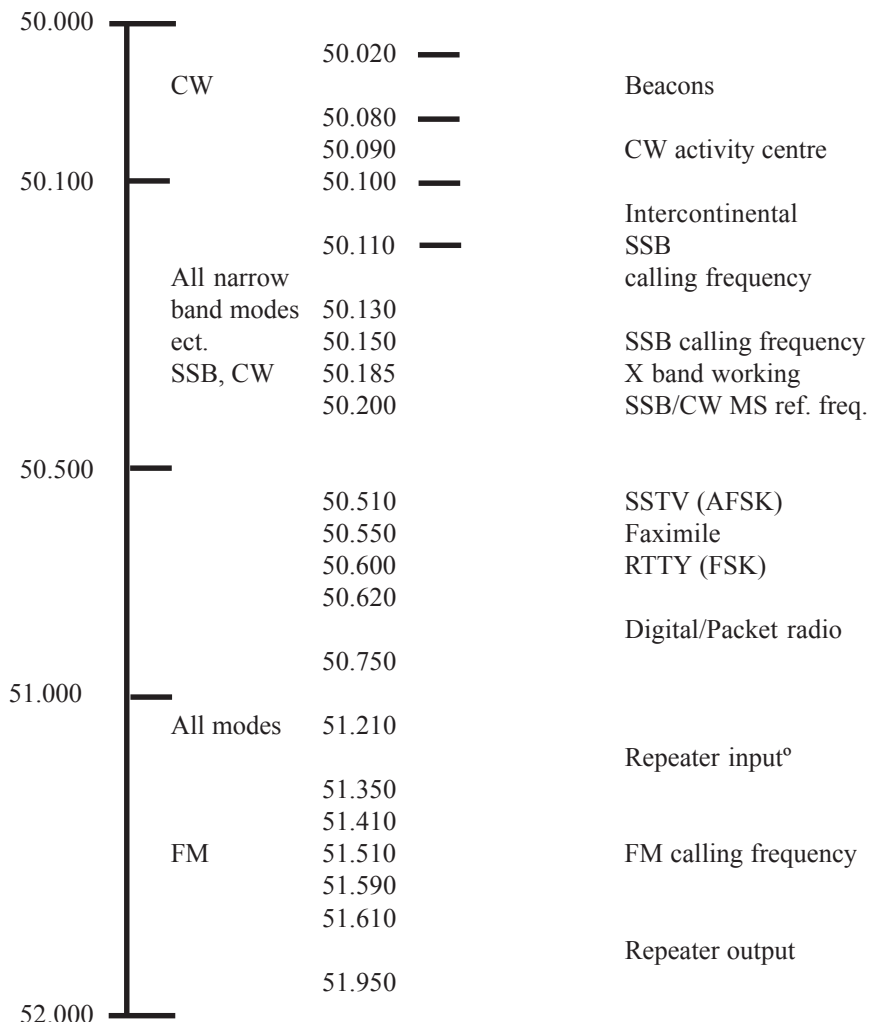 50.000
50.020
CW Beacons
50.080
50.090 CW activity centre
50.100 50.100
Intercontinental
50.110 SSB
All narrow calling frequency
band modes 50.130
ect. 50.150 SSB calling frequency
SSB, CW 50.185 X band working
50.200 SSB/CW MS ref. freq.
50.500
50.510 SSTV (AFSK)
50.550 Faximile
50.600 RTTY (FSK)
50.620
Digital/Packet radio
50.750
51.000
All modes 51.210
Repeater inputº
51.350
51.410
FM 51.510 FM calling frequency
51.590
51.610
Repeater output
51.950
52.000